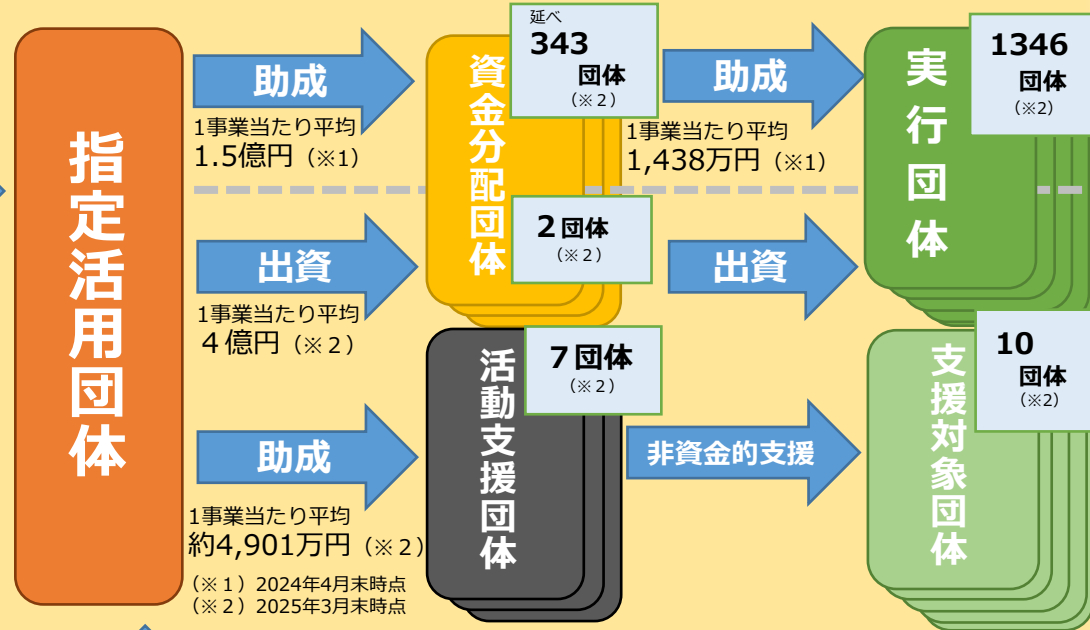 指定活用団体
助成
1事業当たり平均
1.5億円（※1）
出資
1事業当たり平均
４億円（※２）
助成
1事業当たり平均
約4,901万円（※２）
（※１）2024年4月末時点
（※２）2025年3月末時点
資金分配団体
延べ
343
団体
（※２）
２団体
（※２）
活動支援団体
７団体
（※２）
助成
1事業当たり平均
1,438万円（※1）
出資
非資金的支援
実行団体
1346
団体
（※2）
支援対象団体
10
団体
（※2）